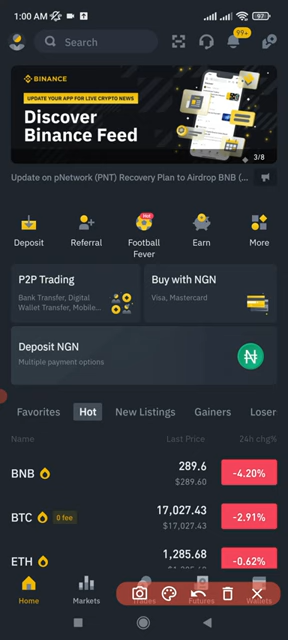 1:00 AM
97
Search
99+
BINANCE
UPDATE YOUR APP FOR LIVE CRYPTO NEWS
Discover
Binance Feed
3/8
Update on pNetwork (PNT) Recovery Plan to Airdrop BNB (...
Hot
Deposit
Referral
Football
Fever
Earn
More
P2P Trading
Bank Transfer, Digital
Wallet Transfer, Mobile...
Buy with NGN
Visa, Mastercard
Deposit NGN
Multiple payment options
Favorites Hot New Listings Gainers Loser
Name Last Price 24h chg%
BNB 289.6 -4.20%
$289.60
BTC 0 fee 17,027.43 -2.91%
$17,027.43
ETH 1,285.68 -0.62%
Home Markets Trades Futures Wallets